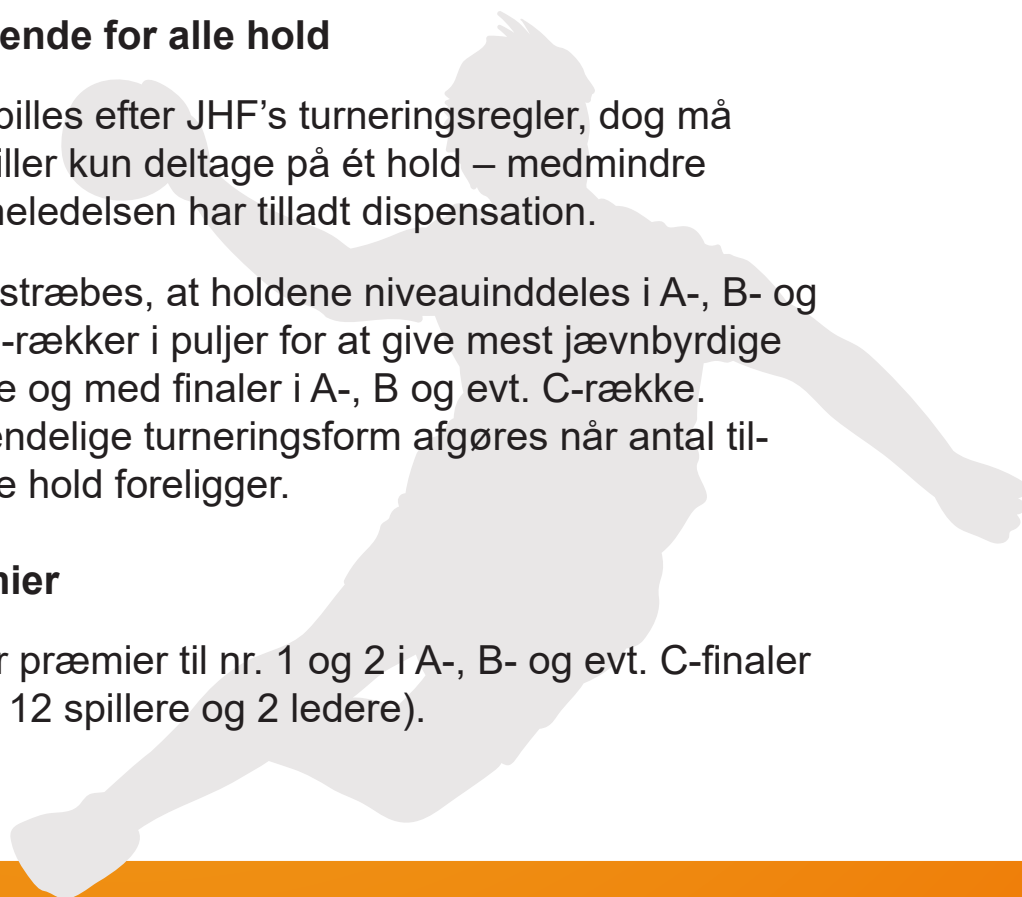 ende for alle hold
pilles efter JHF’s turneringsregler, dog må
iller kun deltage på ét hold – medmindre
neledelsen har tilladt dispensation.
stræbes, at holdene niveauinddeles i A-, B- og
-rækker i puljer for at give mest jævnbyrdige
e og med finaler i A-, B og evt. C-række.
endelige turneringsform afgøres når antal til-
e hold foreligger.
nier
r præmier til nr. 1 og 2 i A-, B- og evt. C-finaler
12 spillere og 2 ledere).